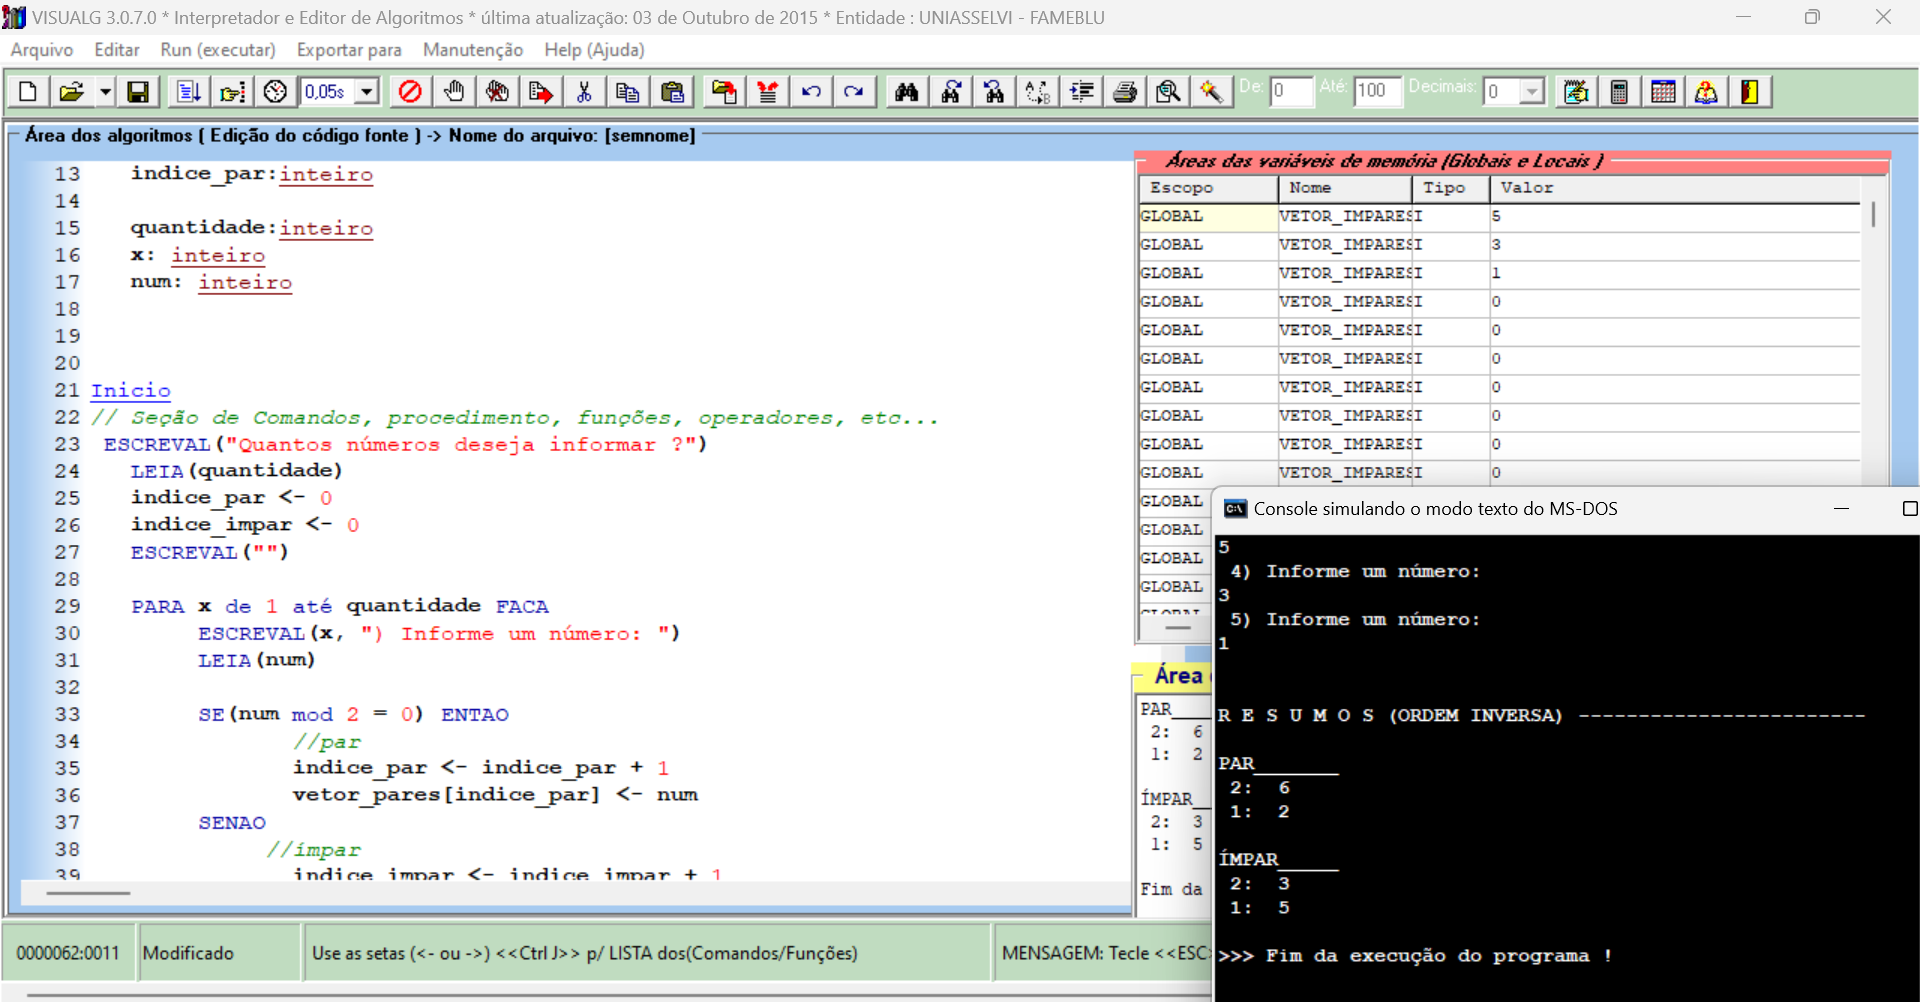 VISUALG 3.0.7.0 * Interpretador e Editor de Algoritmos * última atualização: 03 de Outubro de 2015 * Entidade : UNIASSELVI - FAMEBLU
Arquivo Editar Run (executar) Exportar para Manutenção Help (Ajuda)
0,05s De: 0 Até: 100 Decimais: 0
Área dos algoritmos ( Edição do código fonte ) -> Nome do arquivo: [semnome]
13 indice_par:inteiro
14
15 quantidade:inteiro
16 x: inteiro
17 num: inteiro
18
19
20
21 Inicio
22 // Seção de Comandos, procedimento, funções, operadores, etc...
23 ESCREVAL("Quantos números deseja informar ?")
24 LEIA(quantidade)
25 indice_par <- 0
26 indice_impar <- 0
27 ESCREVAL("")
28
29 PARA x de 1 até quantidade FACA
30 ESCREVAL(x, ") Informe um número: ")
31 LEIA(num)
32
33 SE(num mod 2 = 0) ENTAO
34 //par
35 indice_par <- indice_par + 1
36 vetor_pares[indice_par] <- num
37 SENAO
38 //ímpar
39 indice_impar <- indice_impar + 1
Áreas das variáveis de memória (Globais e Locais )
Escopo Nome Tipo Valor
GLOBAL VETOR_IMPARES I 5
GLOBAL VETOR_IMPARES I 3
GLOBAL VETOR_IMPARES I 1
GLOBAL VETOR_IMPARES I 0
GLOBAL VETOR_IMPARES I 0
GLOBAL VETOR_IMPARES I 0
GLOBAL VETOR_IMPARES I 0
GLOBAL VETOR_IMPARES I 0
GLOBAL VETOR_IMPARES I 0
GLOBAL VETOR_IMPARES I 0
GLOBAL
GLOBAL
GLOBAL
GLOBAL
GLOBAL
Área
PAR____
2: 6
1: 2
ÍMPAR__
2: 3
1: 5
Fim da
Console simulando o modo texto do MS-DOS
5
4) Informe um número:
3
5) Informe um número:
1
R E S U M O S (ORDEM INVERSA) ------------------------
PAR_______
2: 6
1: 2
ÍMPAR_____
2: 3
1: 5
>>> Fim da execução do programa !
0000062:0011 Modificado Use as setas (<- ou ->) <<Ctrl J>> p/ LISTA dos(Comandos/Funções) MENSAGEM: Tecle <<ESC>